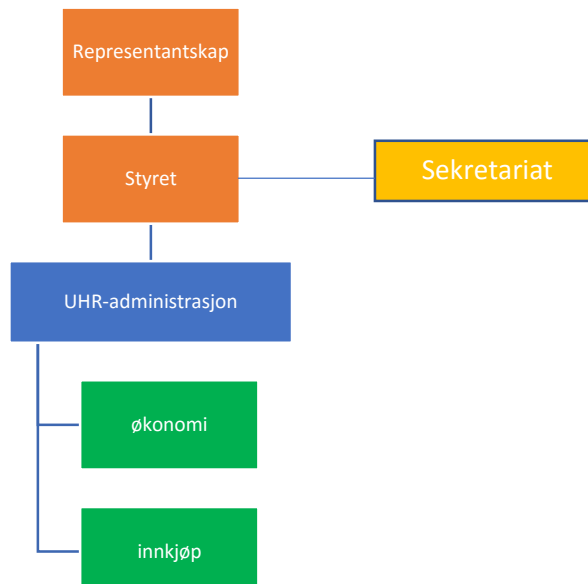 Representantskap
Styret
Sekretariat
UHR-administrasjon
økonomi
innkjøp